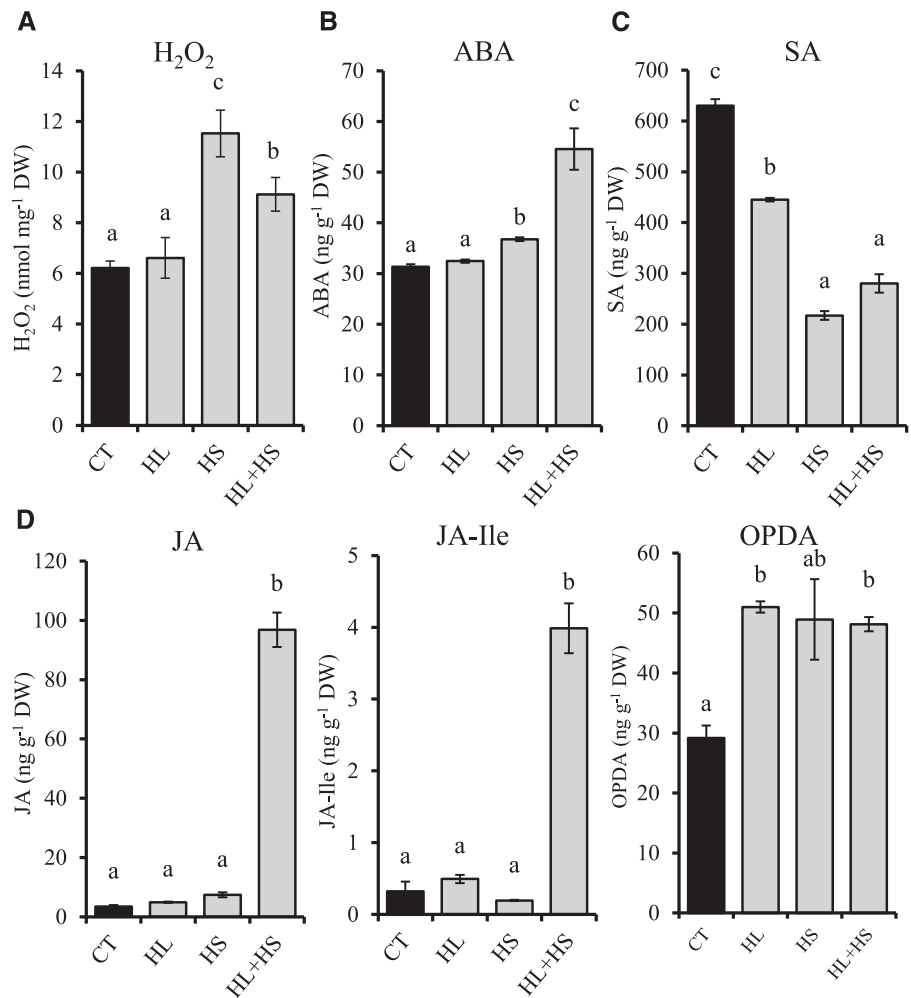 A
H₂O₂
H₂O₂ (nmol mg⁻¹ DW)
14
12
10
8
6
4
2
0
a
a
c
b
CT
HL
HS
HL+HS
B
ABA
ABA (ng g⁻¹ DW)
70
60
50
40
30
20
10
0
a
a
b
c
CT
HL
HS
HL+HS
C
SA
SA (ng g⁻¹ DW)
700
600
500
400
300
200
100
0
c
b
a
a
CT
HL
HS
HL+HS
D
JA
JA (ng g⁻¹ DW)
120
100
80
60
40
20
0
a
a
a
b
CT
HL
HS
HL+HS
JA-Ile
JA-Ile (ng g⁻¹ DW)
5
4
3
2
1
0
a
a
a
b
CT
HL
HS
HL+HS
OPDA
OPDA (ng g⁻¹ DW)
60
50
40
30
20
10
0
a
b
ab
b
CT
HL
HS
HL+HS